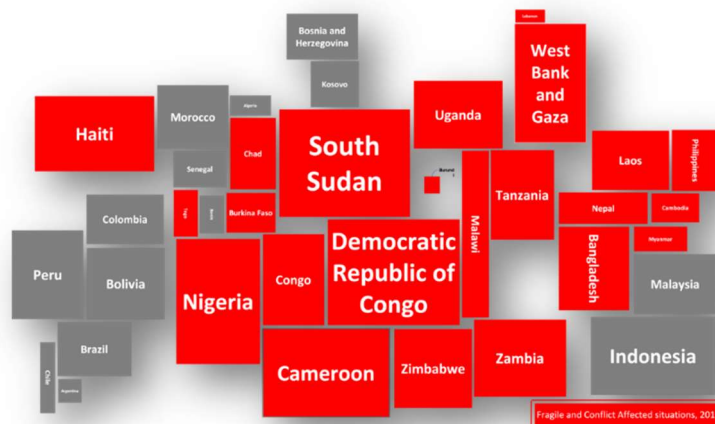 Bosnia and
Herzegovina
Kosovo
Lebanon
West
Bank
and
Gaza
Haiti
Morocco
Algeria
Chad
Senegal
South
Sudan
Uganda
Burundi
Malawi
Tanzania
Laos
Philippines
Nepal
Cambodia
Colombia
Togo
Benin
Burkina Faso
Peru
Bolivia
Nigeria
Congo
Democratic
Republic of
Congo
Bangladesh
Myanmar
Malaysia
Brazil
Chile
Argentina
Cameroon
Zimbabwe
Zambia
Indonesia
Fragile and Conflict Affected situations, 201